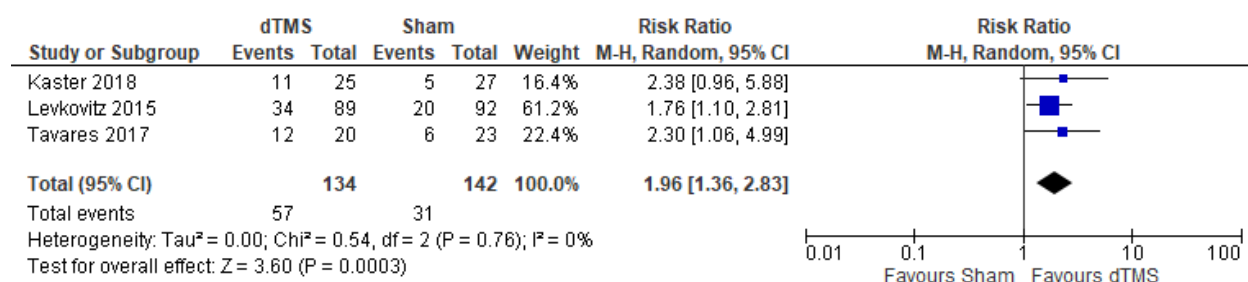 dTMS Sham Risk Ratio Risk Ratio
Study or Subgroup Events Total Events Total Weight M-H, Random, 95% CI M-H, Random, 95% CI
Kaster 2018 11 25 5 27 16.4% 2.38 [0.96, 5.88]
Levkovitz 2015 34 89 20 92 61.2% 1.76 [1.10, 2.81]
Tavares 2017 12 20 6 23 22.4% 2.30 [1.06, 4.99]
Total (95% CI) 134 142 100.0% 1.96 [1.36, 2.83]
Total events 57 31
Heterogeneity: Tau² = 0.00; Chi² = 0.54, df = 2 (P = 0.76); I² = 0%
Test for overall effect: Z = 3.60 (P = 0.0003)
0.01 0.1 1 10 100
Favours Sham Favours dTMS